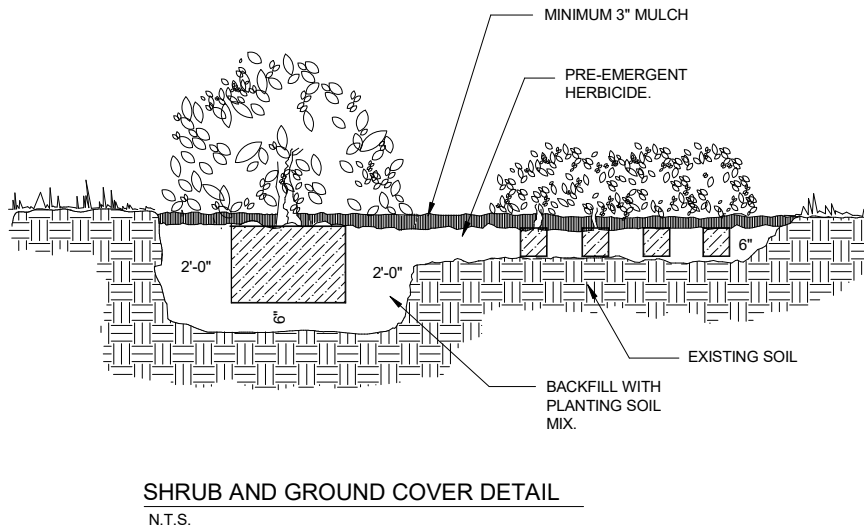 MINIMUM 3" MULCH
PRE-EMERGENT
HERBICIDE.
2'-0"
2'-0"
6"
6"
EXISTING SOIL
BACKFILL WITH
PLANTING SOIL
MIX.
SHRUB AND GROUND COVER DETAIL
N.T.S.